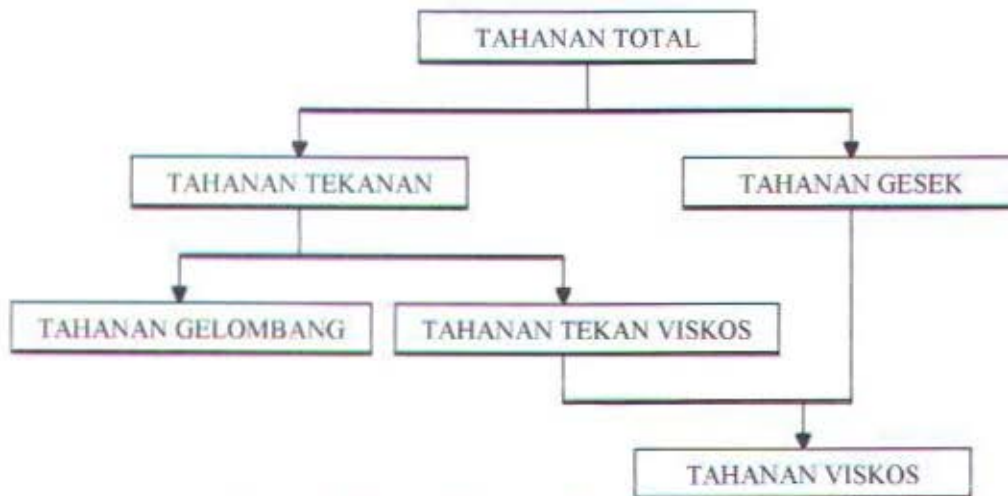 TAHANAN TOTAL
TAHANAN TEKANAN
TAHANAN GESEK
TAHANAN GELOMBANG
TAHANAN TEKAN VISKOS
TAHANAN VISKOS